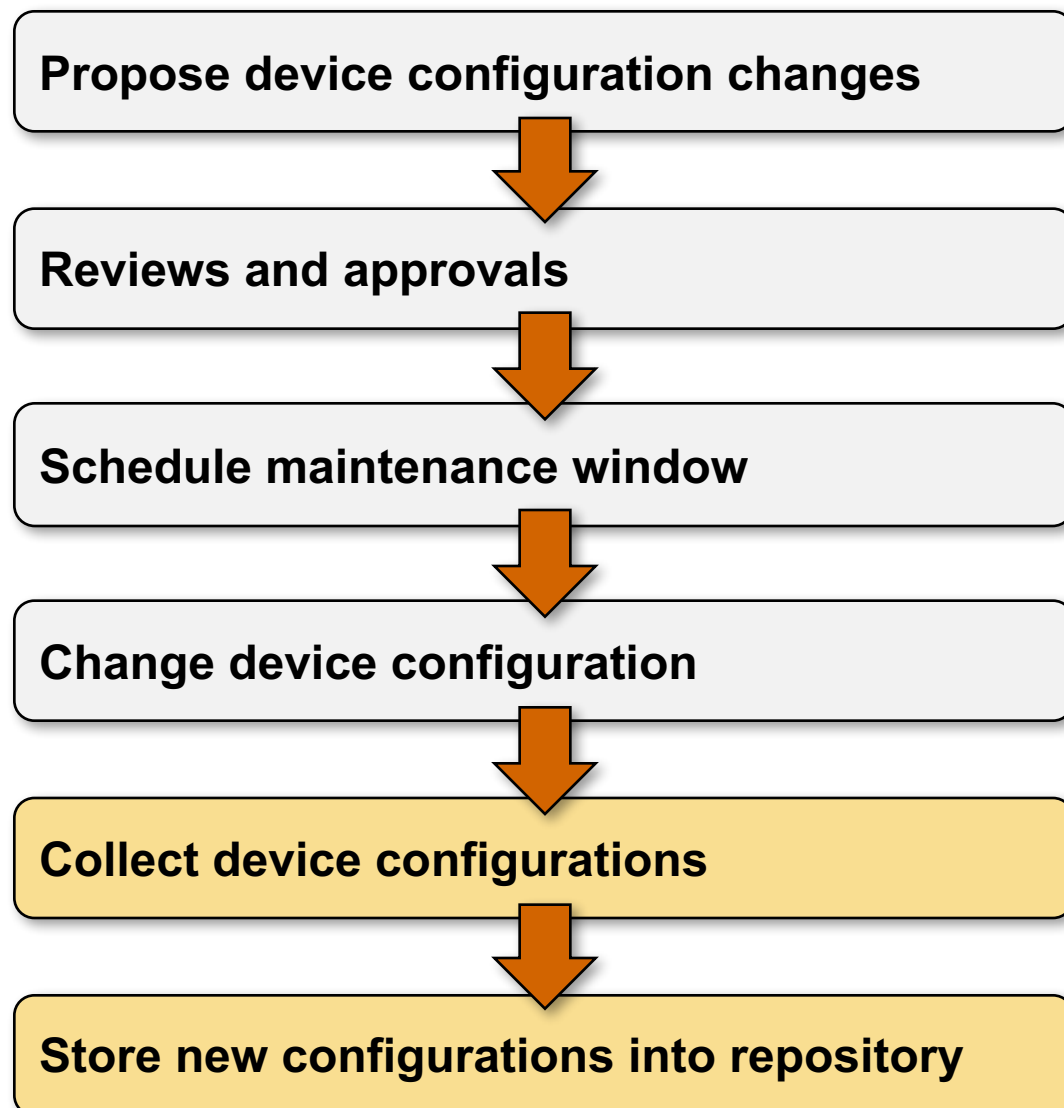 Propose device configuration changes
Reviews and approvals
Schedule maintenance window
Change device configuration
Collect device configurations
Store new configurations into repository